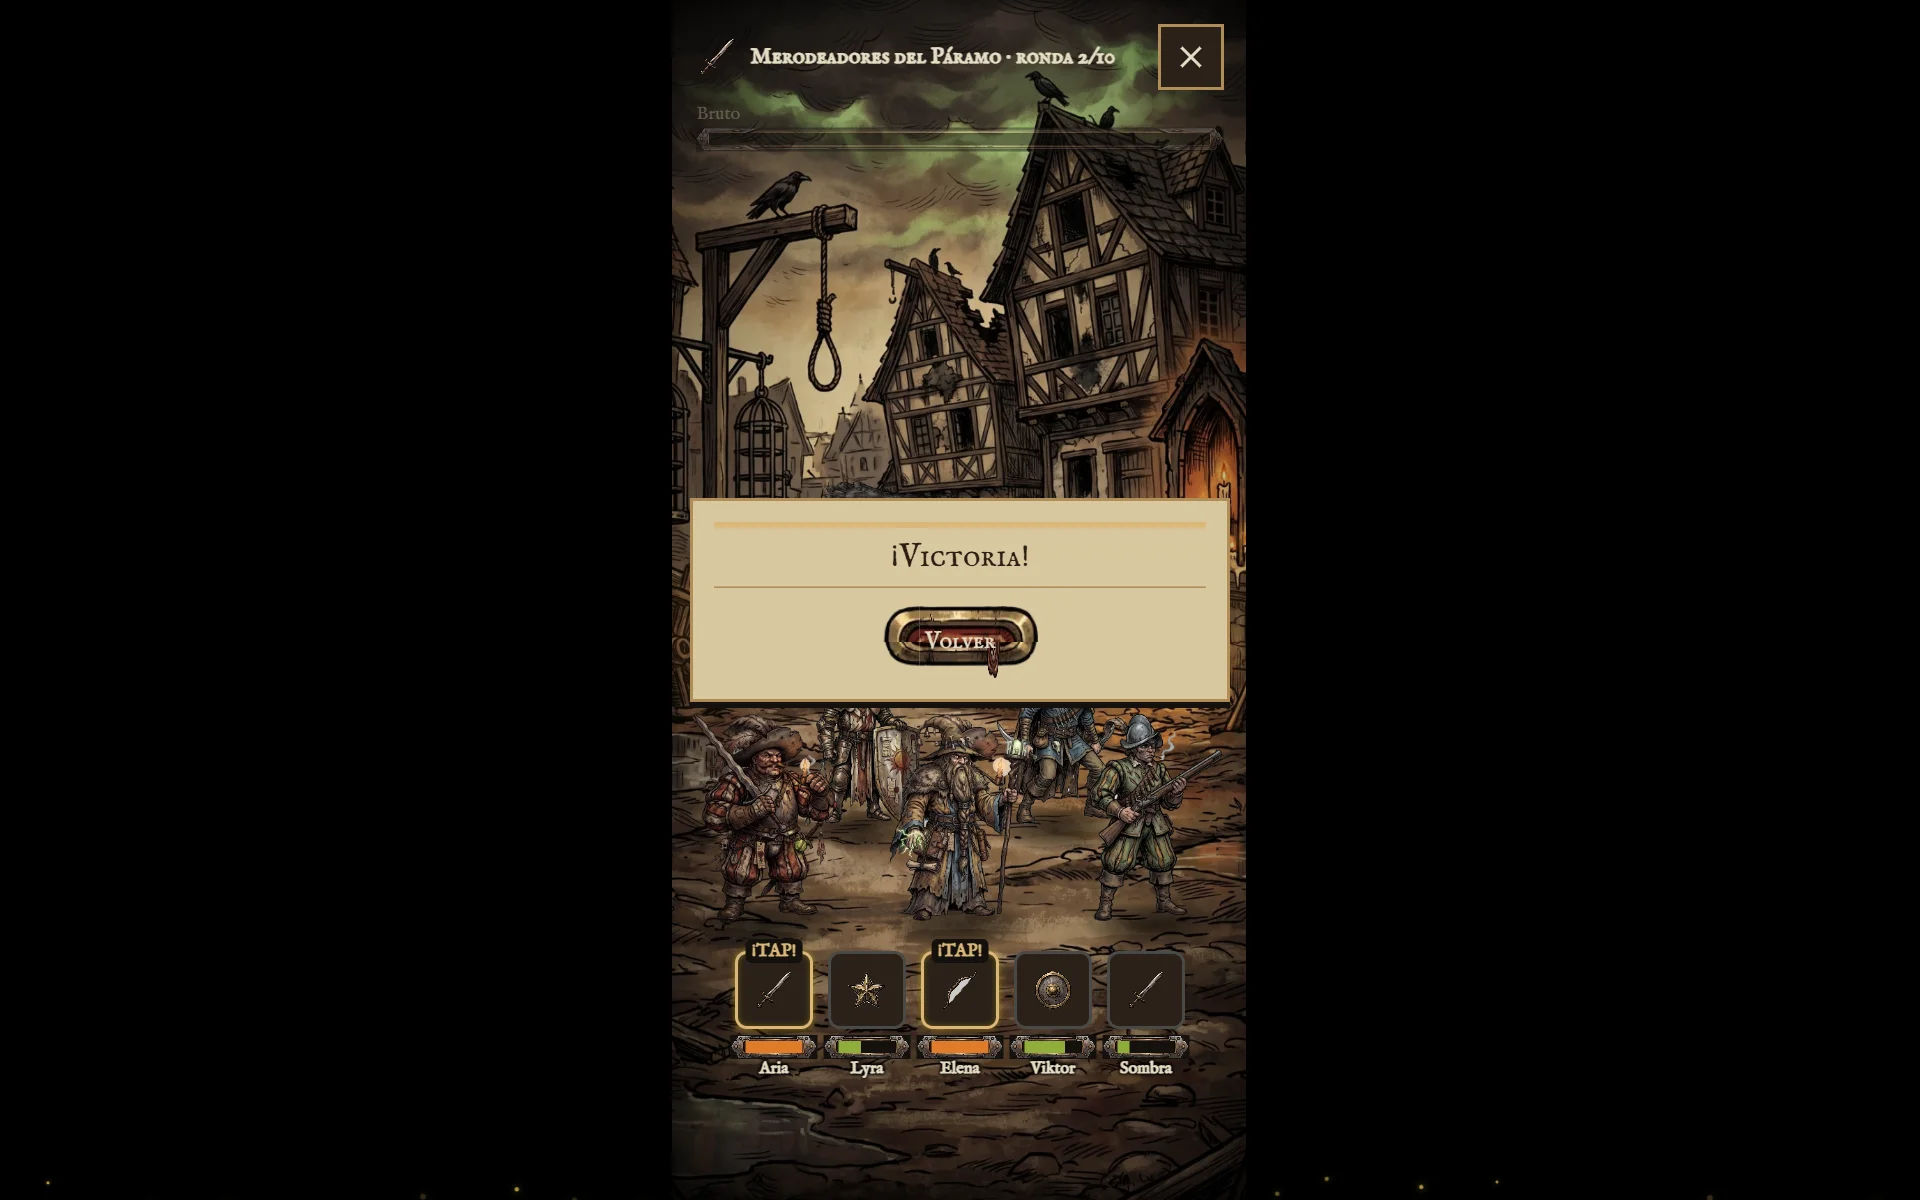 Merodeadores del Páramo · ronda 2/10
Bruto
¡Victoria!
Volver
¡TAP! ¡TAP!
Aria Lyra Elena Viktor Sombra